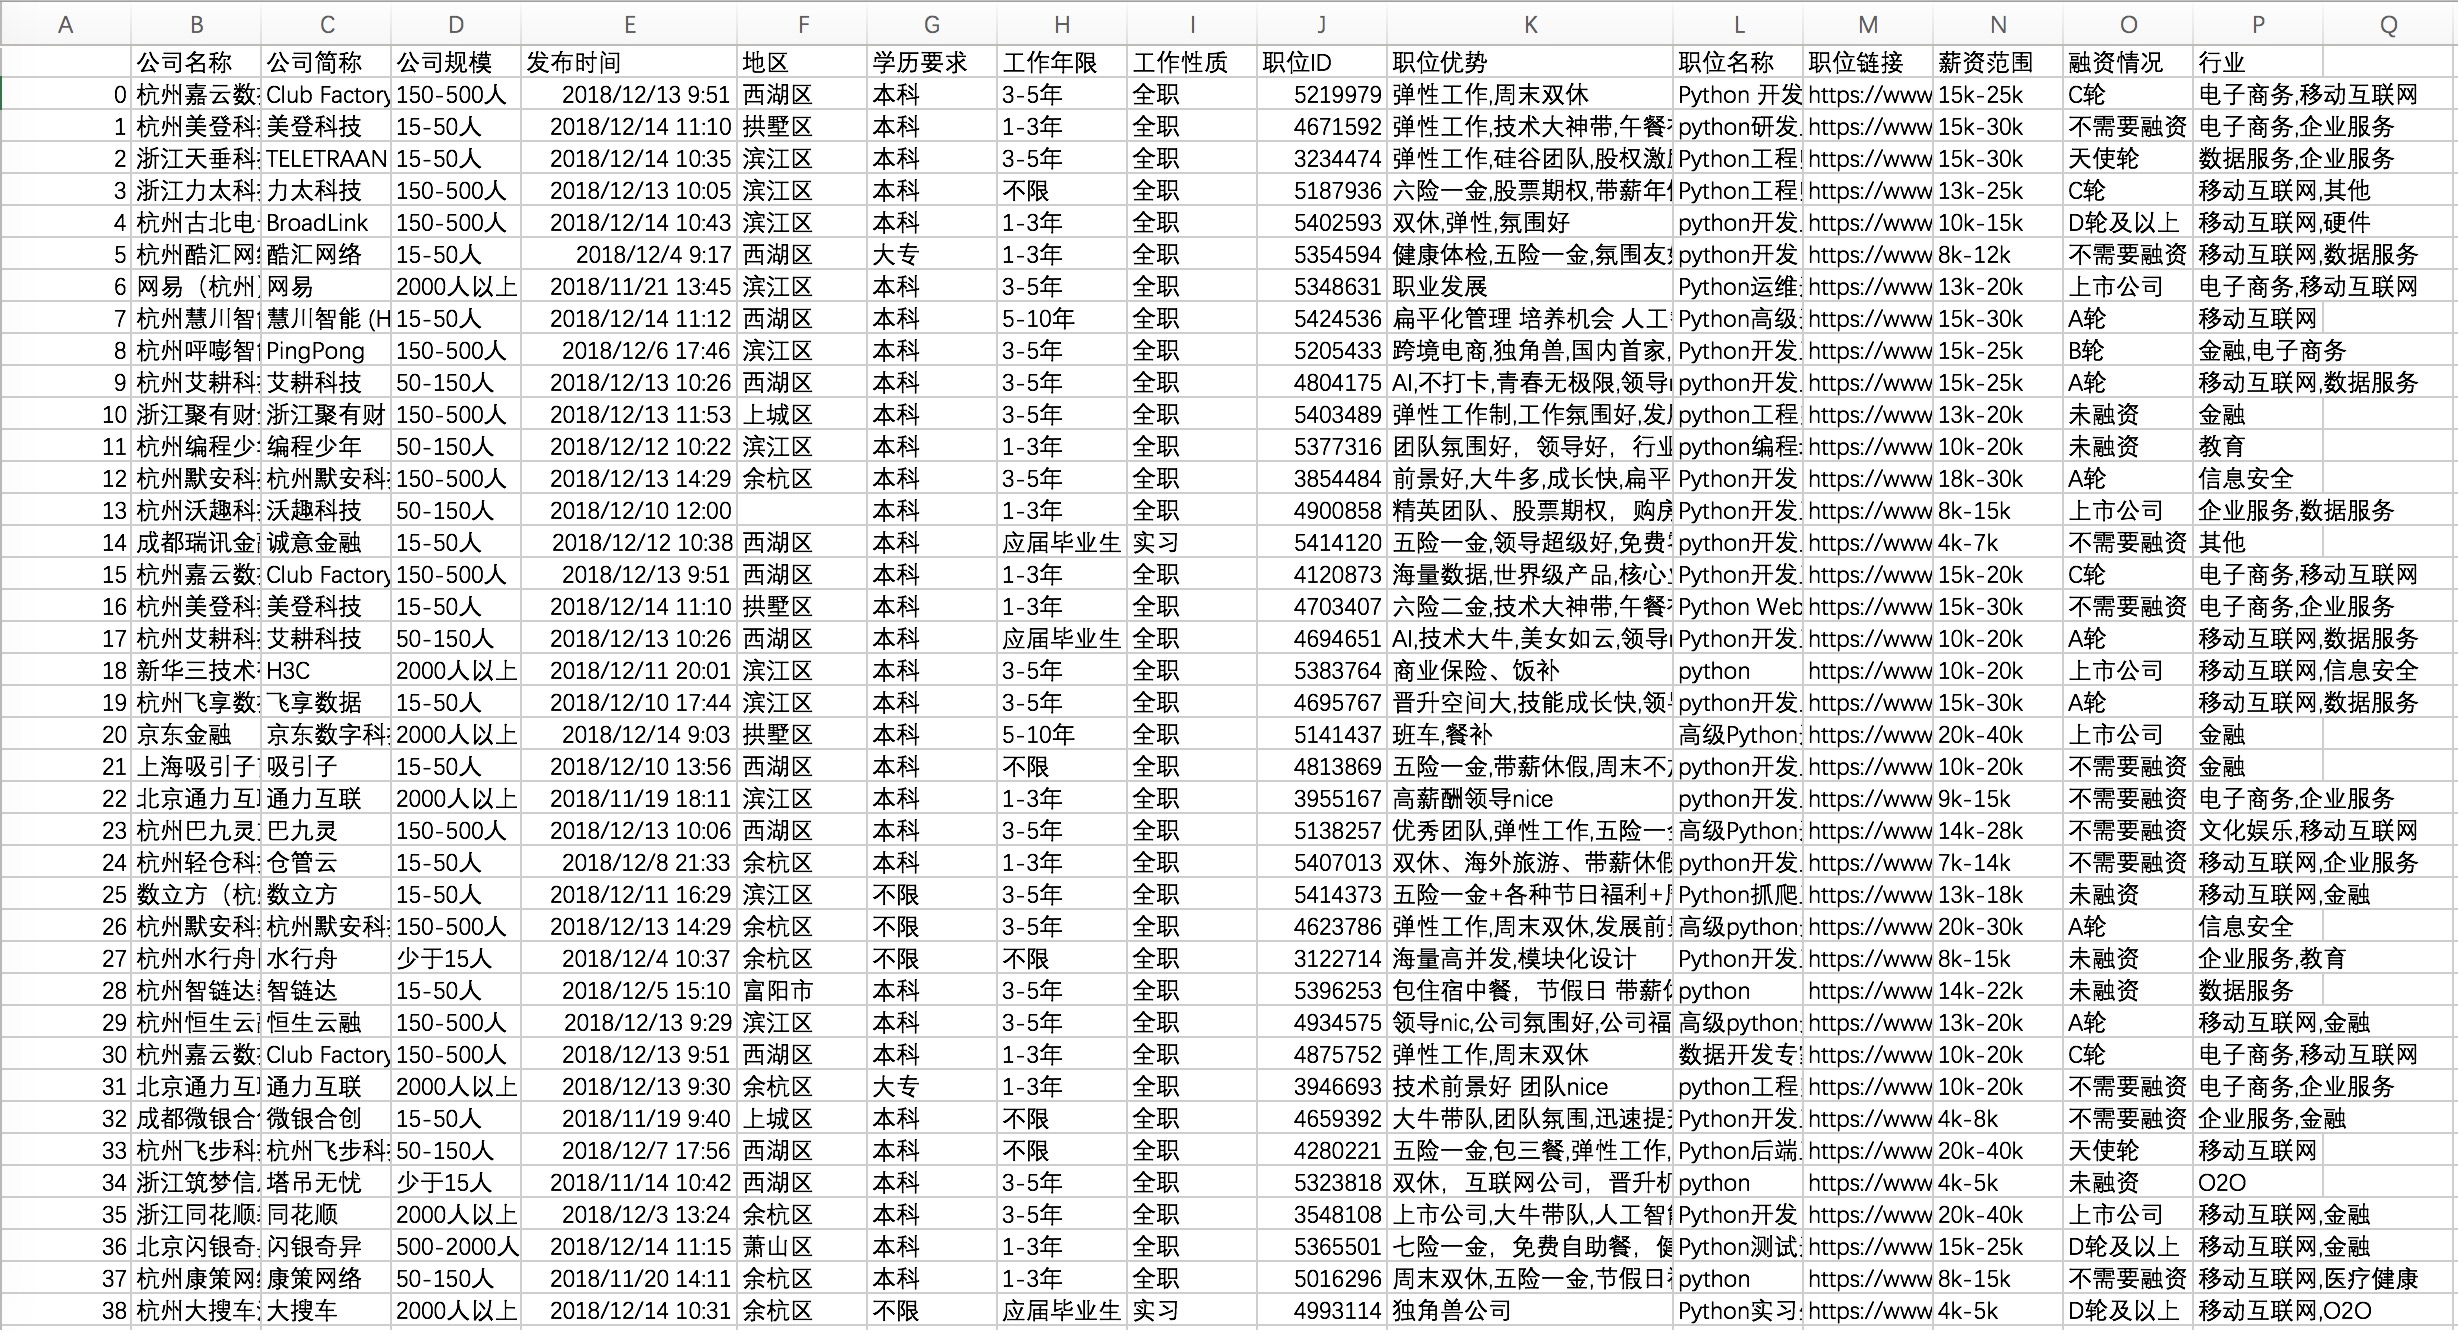 A B C D E F G H I J K L M N O P Q
公司名称 公司简称 公司规模 发布时间 地区 学历要求 工作年限 工作性质 职位ID 职位优势 职位名称 职位链接 薪资范围 融资情况 行业
0 杭州嘉云数 Club Factory 150-500人 2018/12/13 9:51 西湖区 本科 3-5年 全职 5219979 弹性工作,周末双休 Python 开发 https://www 15k-25k C轮 电子商务,移动互联网
1 杭州美登科 美登科技 15-50人 2018/12/14 11:10 拱墅区 本科 1-3年 全职 4671592 弹性工作,技术大神带,午餐 python研发 https://www 15k-30k 不需要融资 电子商务,企业服务
2 浙江天垂科 TELETRAAN 15-50人 2018/12/14 10:35 滨江区 本科 3-5年 全职 3234474 弹性工作,硅谷团队,股权激 Python工程 https://www 15k-30k 天使轮 数据服务,企业服务
3 浙江力太科 力太科技 150-500人 2018/12/13 10:05 滨江区 本科 不限 全职 5187936 六险一金,股票期权,带薪年 Python工程 https://www 13k-25k C轮 移动互联网,其他
4 杭州古北电 BroadLink 150-500人 2018/12/14 10:43 滨江区 本科 1-3年 全职 5402593 双休,弹性,氛围好 python开发 https://www 10k-15k D轮及以上 移动互联网,硬件
5 杭州酷汇网 酷汇网络 15-50人 2018/12/4 9:17 西湖区 大专 1-3年 全职 5354594 健康体检,五险一金,氛围友 python开发 https://www 8k-12k 不需要融资 移动互联网,数据服务
6 网易（杭州） 网易 2000人以上 2018/11/21 13:45 滨江区 本科 3-5年 全职 5348631 职业发展 Python运维 https://www 13k-20k 上市公司 电子商务,移动互联网
7 杭州慧川智 慧川智能 (H 15-50人 2018/12/14 11:12 西湖区 本科 5-10年 全职 5424536 扁平化管理 培养机会 人工 Python高级 https://www 15k-30k A轮 移动互联网
8 杭州呯嘭智 PingPong 150-500人 2018/12/6 17:46 滨江区 本科 3-5年 全职 5205433 跨境电商,独角兽,国内首家, Python开发 https://www 15k-25k B轮 金融,电子商务
9 杭州艾耕科 艾耕科技 50-150人 2018/12/13 10:26 西湖区 本科 3-5年 全职 4804175 AI,不打卡,青春无极限,领导 Python开发 https://www 15k-25k A轮 移动互联网,数据服务
10 浙江聚有财 浙江聚有财 150-500人 2018/12/13 11:53 上城区 本科 3-5年 全职 5403489 弹性工作制,工作氛围好,发 python工程 https://www 13k-20k 未融资 金融
11 杭州编程少 编程少年 50-150人 2018/12/12 10:22 滨江区 本科 1-3年 全职 5377316 团队氛围好，领导好，行业 python编程 https://www 10k-20k 未融资 教育
12 杭州默安科 杭州默安科 150-500人 2018/12/13 14:29 余杭区 本科 3-5年 全职 3854484 前景好,大牛多,成长快,扁平 Python开发 https://www 18k-30k A轮 信息安全
13 杭州沃趣科 沃趣科技 50-150人 2018/12/10 12:00 本科 1-3年 全职 4900858 精英团队、股票期权，购房 Python开发 https://www 8k-15k 上市公司 企业服务,数据服务
14 成都瑞讯金 诚意金融 15-50人 2018/12/12 10:38 西湖区 本科 应届毕业生 实习 5414120 五险一金,领导超级好,免费 python开发 https://www 4k-7k 不需要融资 其他
15 杭州嘉云数 Club Factory 150-500人 2018/12/13 9:51 西湖区 本科 1-3年 全职 4120873 海量数据,世界级产品,核心 Python开发 https://www 15k-20k C轮 电子商务,移动互联网
16 杭州美登科 美登科技 15-50人 2018/12/14 11:10 拱墅区 本科 1-3年 全职 4703407 六险二金,技术大神带,午餐 Python Web https://www 15k-30k 不需要融资 电子商务,企业服务
17 杭州艾耕科 艾耕科技 50-150人 2018/12/13 10:26 西湖区 本科 应届毕业生 全职 4694651 AI,技术大牛,美女如云,领导 Python开发 https://www 10k-20k A轮 移动互联网,数据服务
18 新华三技术 H3C 2000人以上 2018/12/11 20:01 滨江区 本科 3-5年 全职 5383764 商业保险、饭补 python https://www 10k-20k 上市公司 移动互联网,信息安全
19 杭州飞享数 飞享数据 15-50人 2018/12/10 17:44 滨江区 本科 3-5年 全职 4695767 晋升空间大,技能成长快,领 python开发 https://www 15k-30k A轮 移动互联网,数据服务
20 京东金融 京东数字科 2000人以上 2018/12/14 9:03 拱墅区 本科 5-10年 全职 5141437 班车,餐补 高级Python https://www 20k-40k 上市公司 金融
21 上海吸引子 吸引子 15-50人 2018/12/10 13:56 西湖区 本科 不限 全职 4813869 五险一金,带薪休假,周末不 python开发 https://www 10k-20k 不需要融资 金融
22 北京通力互 通力互联 2000人以上 2018/11/19 18:11 滨江区 本科 1-3年 全职 3955167 高薪酬领导nice python开发 https://www 9k-15k 不需要融资 电子商务,企业服务
23 杭州巴九灵 巴九灵 150-500人 2018/12/13 10:06 西湖区 本科 3-5年 全职 5138257 优秀团队,弹性工作,五险一 高级Python https://www 14k-28k 不需要融资 文化娱乐,移动互联网
24 杭州轻仓科 仓管云 15-50人 2018/12/8 21:33 余杭区 本科 1-3年 全职 5407013 双休、海外旅游、带薪休假 python开发 https://www 7k-14k 不需要融资 移动互联网,企业服务
25 数立方（杭 数立方 15-50人 2018/12/11 16:29 滨江区 不限 3-5年 全职 5414373 五险一金+各种节日福利+ Python抓爬 https://www 13k-18k 未融资 移动互联网,金融
26 杭州默安科 杭州默安科 150-500人 2018/12/13 14:29 余杭区 不限 3-5年 全职 4623786 弹性工作,周末双休,发展前 高级python https://www 20k-30k A轮 信息安全
27 杭州水行舟 水行舟 少于15人 2018/12/4 10:37 余杭区 不限 不限 全职 3122714 海量高并发,模块化设计 Python开发 https://www 8k-15k 未融资 企业服务,教育
28 杭州智链达 智链达 15-50人 2018/12/5 15:10 富阳市 本科 3-5年 全职 5396253 包住宿中餐，节假日 带薪 python https://www 14k-22k 未融资 数据服务
29 杭州恒生云 恒生云融 150-500人 2018/12/13 9:29 滨江区 本科 3-5年 全职 4934575 领导nic,公司氛围好,公司福 高级python https://www 13k-20k A轮 移动互联网,金融
30 杭州嘉云数 Club Factory 150-500人 2018/12/13 9:51 西湖区 本科 1-3年 全职 4875752 弹性工作,周末双休 数据开发专 https://www 10k-20k C轮 电子商务,移动互联网
31 北京通力互 通力互联 2000人以上 2018/12/13 9:30 余杭区 大专 1-3年 全职 3946693 技术前景好 团队nice python工程 https://www 10k-20k 不需要融资 电子商务,企业服务
32 成都微银合 微银合创 15-50人 2018/11/19 9:40 上城区 本科 不限 全职 4659392 大牛带队,团队氛围,迅速提 Python开发 https://www 4k-8k 不需要融资 企业服务,金融
33 杭州飞步科 杭州飞步科 50-150人 2018/12/7 17:56 西湖区 本科 不限 全职 4280221 五险一金,包三餐,弹性工作, Python后端 https://www 20k-40k 天使轮 移动互联网
34 浙江筑梦信 塔吊无忧 少于15人 2018/11/14 10:42 西湖区 本科 3-5年 全职 5323818 双休，互联网公司，晋升机 python https://www 4k-5k 未融资 O2O
35 浙江同花顺 同花顺 2000人以上 2018/12/3 13:24 余杭区 本科 3-5年 全职 3548108 上市公司,大牛带队,人工智 Python开发 https://www 20k-40k 上市公司 移动互联网,金融
36 北京闪银奇 闪银奇异 500-2000人 2018/12/14 11:15 萧山区 本科 1-3年 全职 5365501 七险一金，免费自助餐，健 Python测试 https://www 15k-25k D轮及以上 移动互联网,金融
37 杭州康策网 康策网络 50-150人 2018/11/20 14:11 余杭区 本科 1-3年 全职 5016296 周末双休,五险一金,节假日 python https://www 8k-15k 不需要融资 移动互联网,医疗健康
38 杭州大搜车 大搜车 2000人以上 2018/12/14 10:31 余杭区 不限 应届毕业生 实习 4993114 独角兽公司 Python实习 https://www 4k-5k D轮及以上 移动互联网,O2O